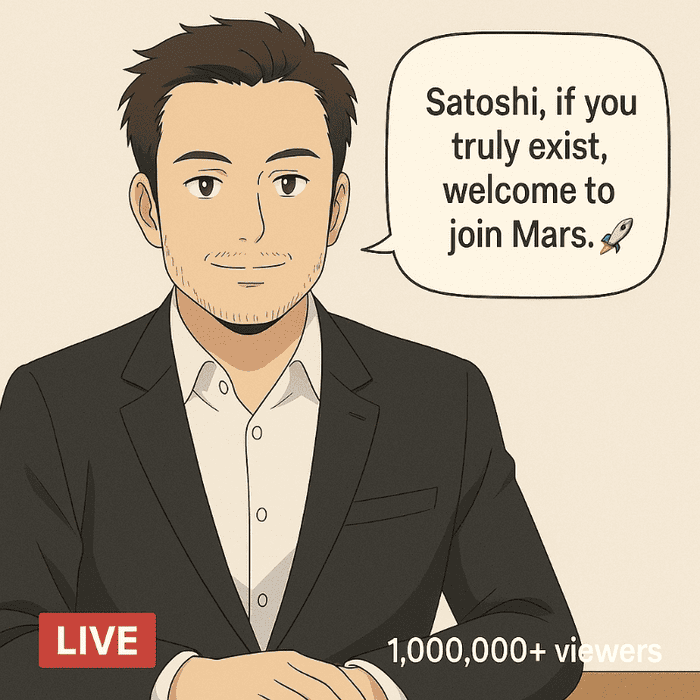 Satoshi, if you
truly exist,
welcome to
join Mars.🚀
LIVE
1,000,000+ viewers